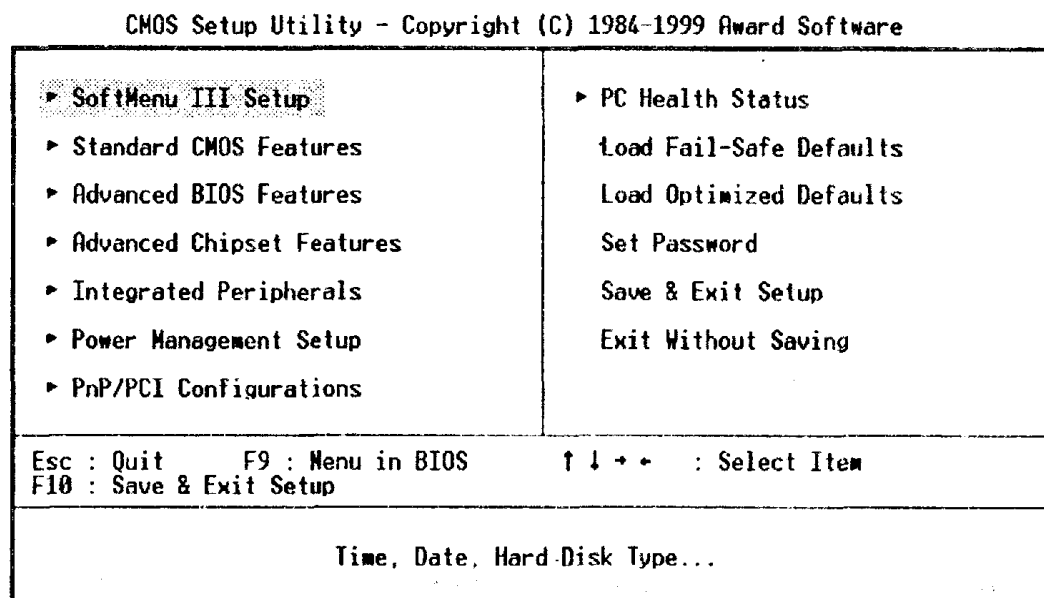 CMOS Setup Utility - Copyright (C) 1984-1999 Award Software
▸ SoftMenu III Setup
▸ Standard CMOS Features
▸ Advanced BIOS Features
▸ Advanced Chipset Features
▸ Integrated Peripherals
▸ Power Management Setup
▸ PnP/PCI Configurations
▸ PC Health Status
Load Fail-Safe Defaults
Load Optimized Defaults
Set Password
Save & Exit Setup
Exit Without Saving
Esc : Quit F9 : Menu in BIOS ↑ ↓ → ← : Select Item
F10 : Save & Exit Setup
Time, Date, Hard Disk Type...